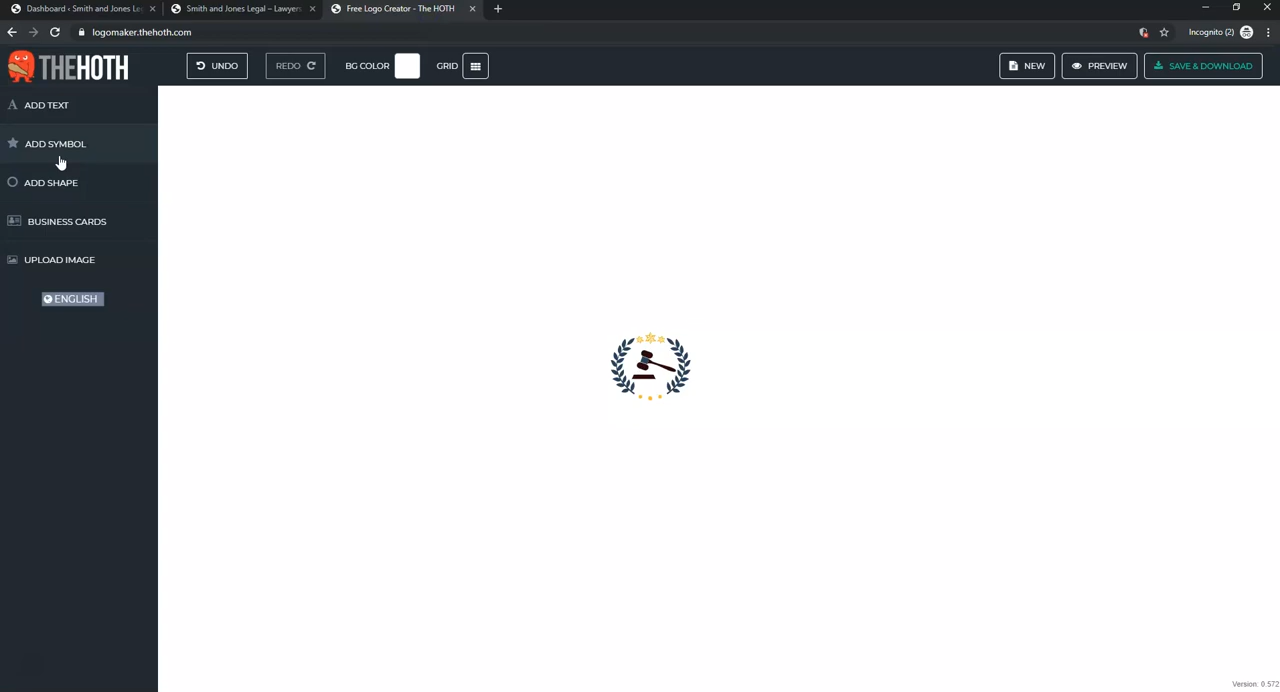 Dashboard ‹ Smith and Jones Le
Smith and Jones Legal – Lawyers
Free Logo Creator - The HOTH
logomaker.thehoth.com
Incognito (2)
THEHOTH
UNDO
REDO
BG COLOR
GRID
NEW
PREVIEW
SAVE & DOWNLOAD
ADD TEXT
ADD SYMBOL
ADD SHAPE
BUSINESS CARDS
UPLOAD IMAGE
ENGLISH
Version: 0.572